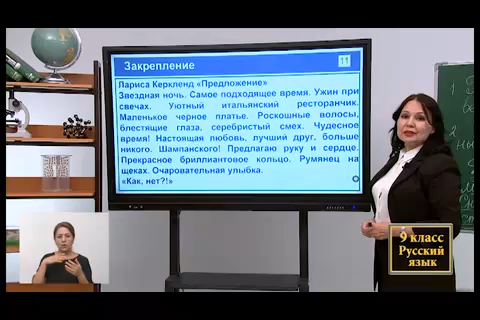 Закрепление
11
Лариса Керкленд «Предложение»
Звездная ночь. Самое подходящее время. Ужин при
свечах. Уютный итальянский ресторанчик.
Маленькое черное платье. Роскошные волосы,
блестящие глаза, серебристый смех. Чудесное
время! Настоящая любовь, лучший друг, больше
никого. Шампанского! Предлагаю руку и сердце.
Прекрасное бриллиантовое кольцо. Румянец на
щеках. Очаровательная улыбка.
«Как, нет?!»
9 класс
Русский
язык